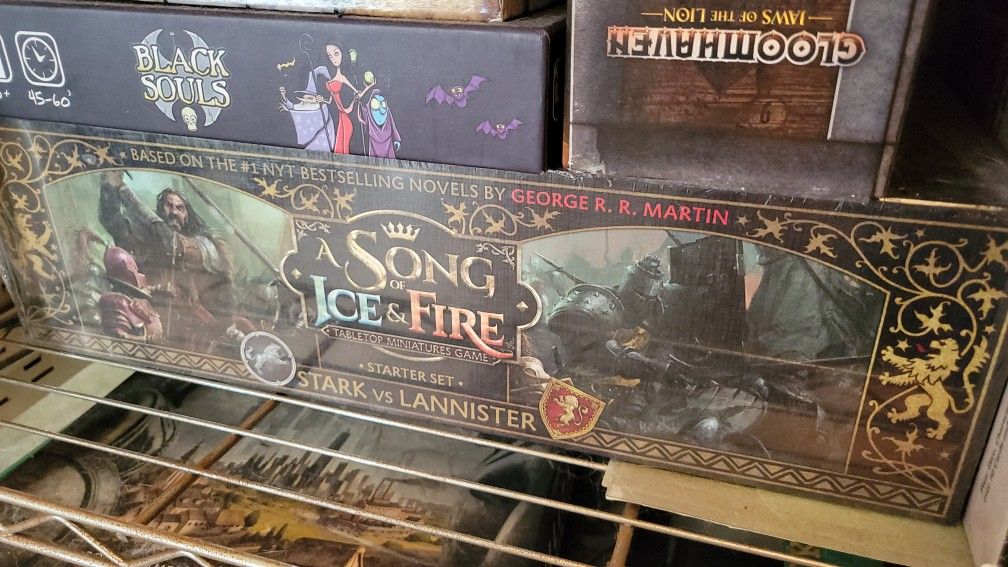 BLACK
SOULS
45-60'
GLOOMHAVEN
JAWS OF THE LION
BASED ON THE #1 NYT BESTSELLING NOVELS BY GEORGE R. R. MARTIN
A SONG
OF
ICE & FIRE
TABLETOP MINIATURES GAME
• STARTER SET •
STARK VS LANNISTER